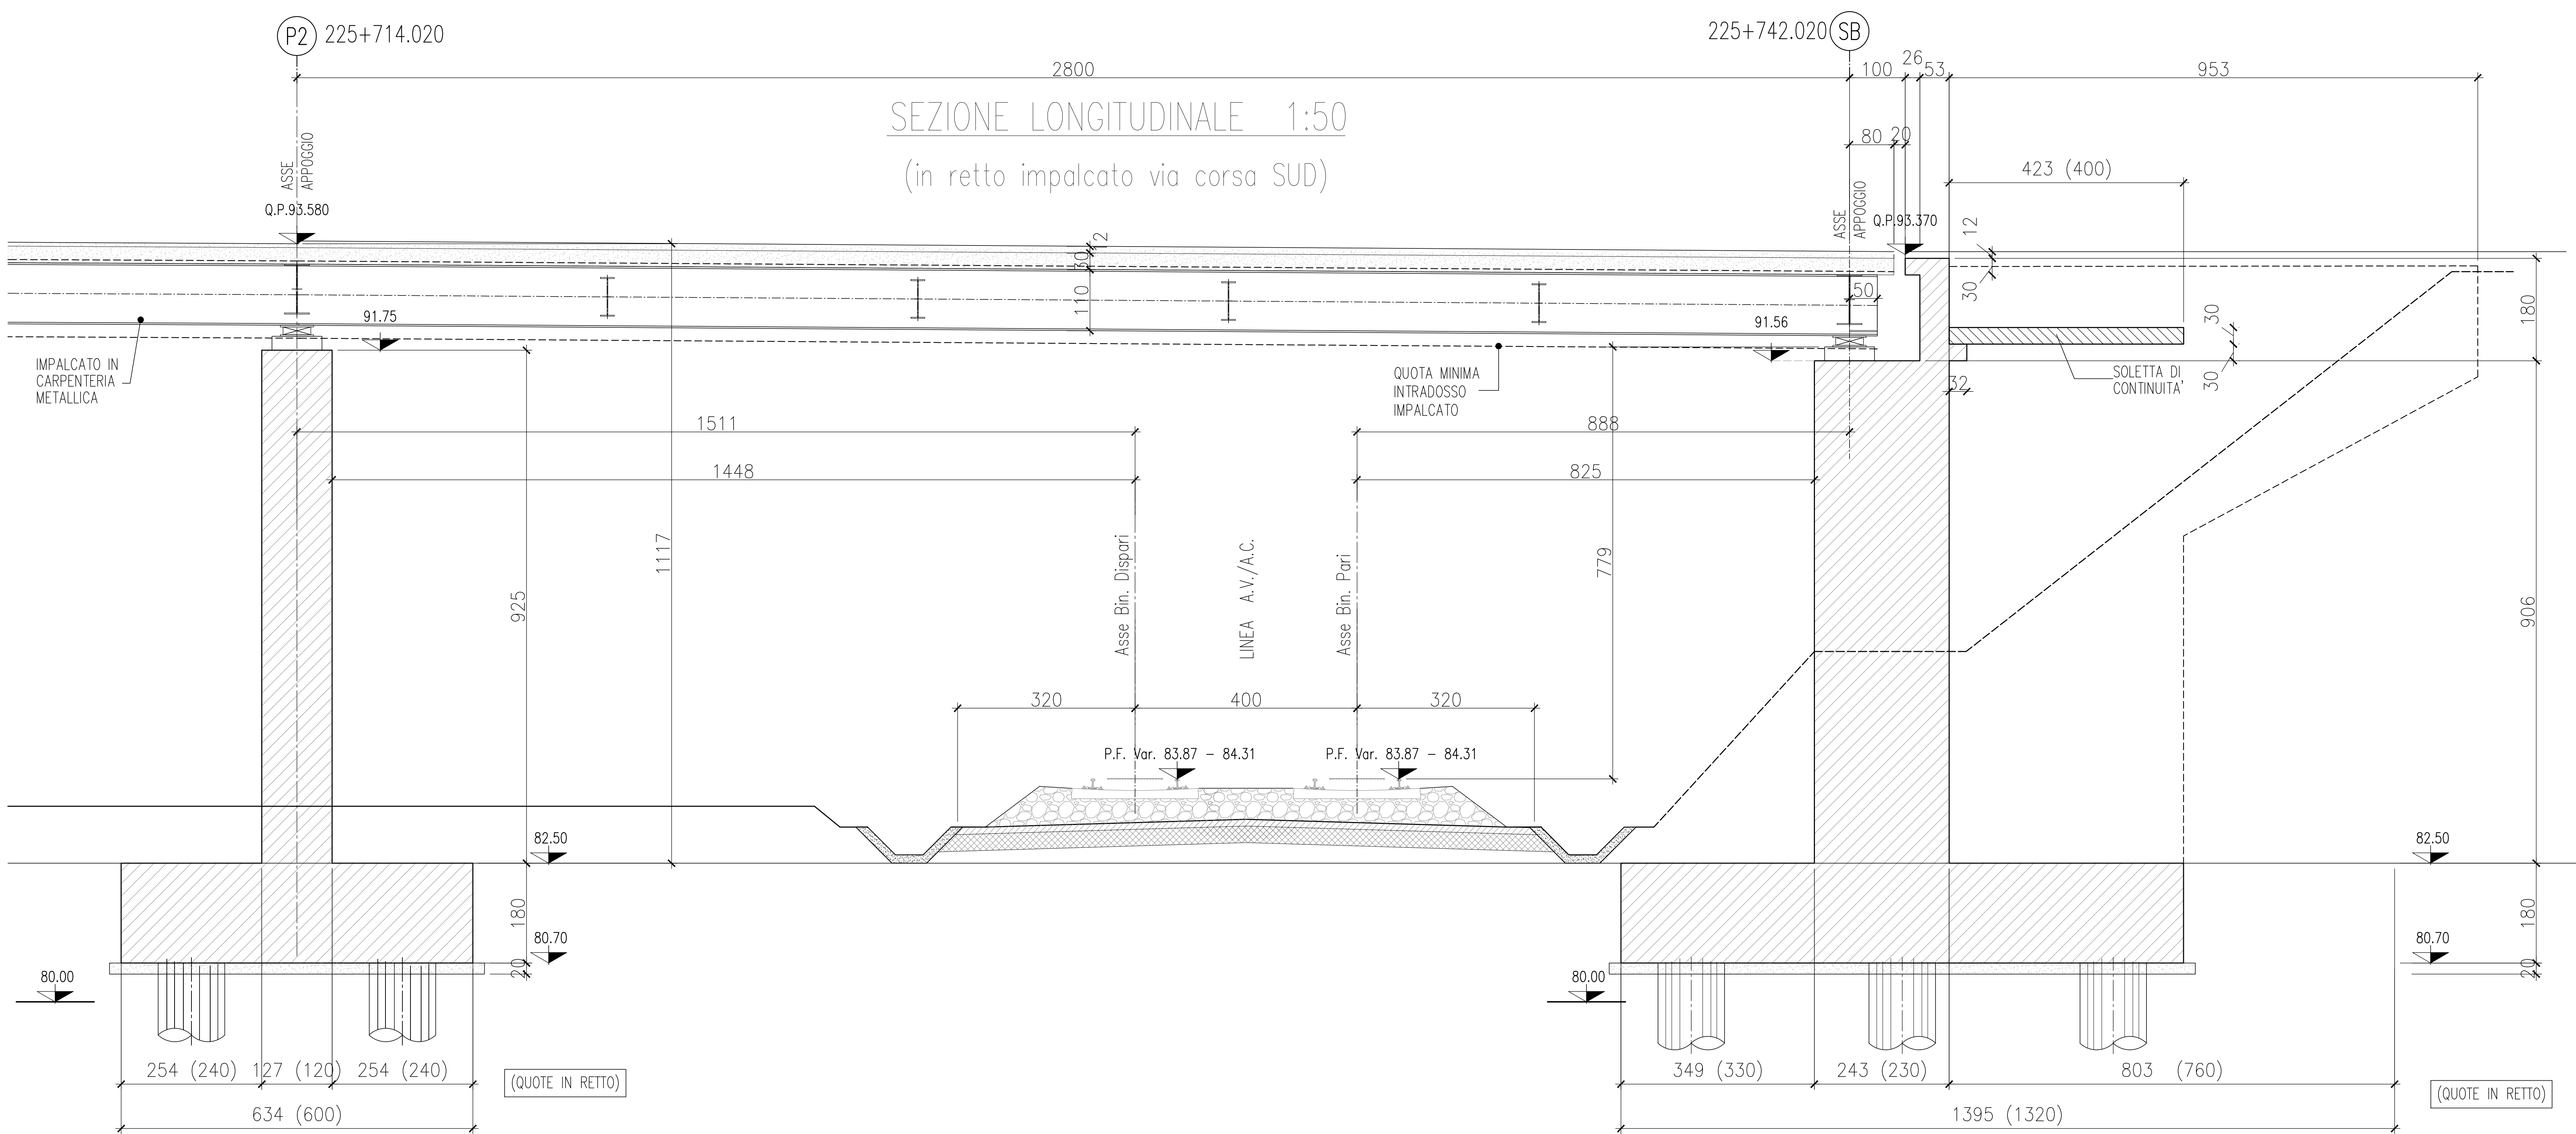 P2 225+714.020
225+742.020 SB
2800
100
26
53
953
SEZIONE LONGITUDINALE 1:50
(in retto impalcato via corsa SUD)
80
20
423 (400)
ASSE
APPOGGIO
ASSE
APPOGGIO
Q.P.93.580
Q.P.93.370
12
30
110
50
12
30
180
91.75
91.56
IMPALCATO IN
CARPENTERIA
METALLICA
QUOTA MINIMA
INTRADOSSO
IMPALCATO
30
30
32
SOLETTA DI
CONTINUITA'
1511
888
1448
825
925
1117
779
906
Asse Bin. Dispari
LINEA A.V./A.C.
Asse Bin. Pari
320
400
320
P.F. Var. 83.87 - 84.31
P.F. Var. 83.87 - 84.31
82.50
82.50
180
180
80.70
80.70
20
20
80.00
80.00
254 (240)
127 (120)
254 (240)
634 (600)
(QUOTE IN RETTO)
349 (330)
243 (230)
803 (760)
1395 (1320)
(QUOTE IN RETTO)